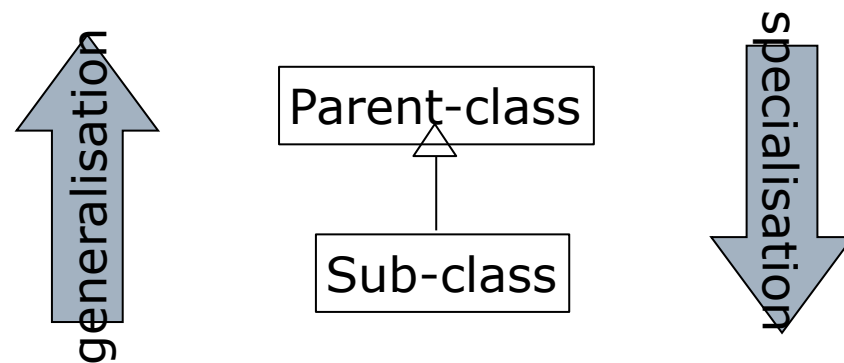 generalisation
Parent-class
Sub-class
specialisation